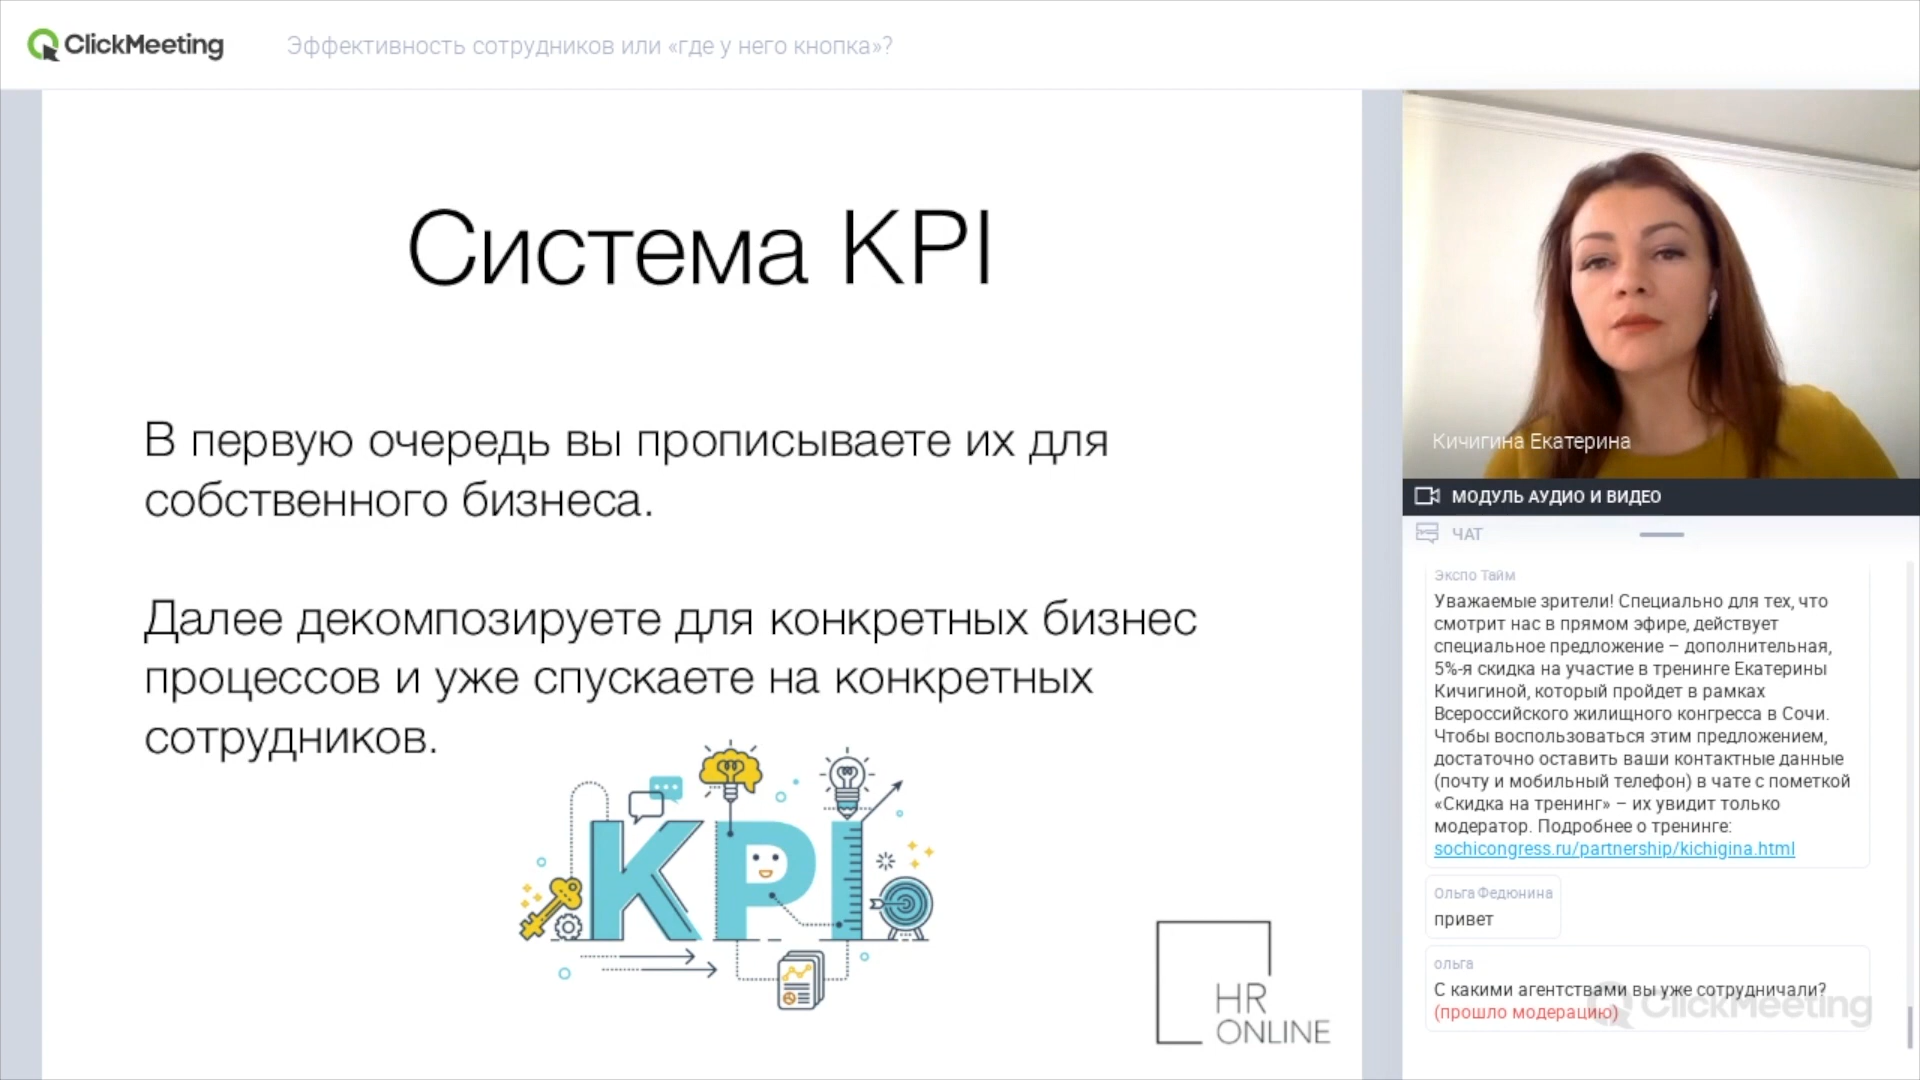 ClickMeeting
Эффективность сотрудников или «где у него кнопка»?
Система KPI
В первую очередь вы прописываете их для
собственного бизнеса.
Далее декомпозируете для конкретных бизнес
процессов и уже спускаете на конкретных
сотрудников.
KPI
HR
ONLINE
Кичигина Екатерина
МОДУЛЬ АУДИО И ВИДЕО
ЧАТ
Экспо Тайм
Уважаемые зрители! Специально для тех, что
смотрит нас в прямом эфире, действует
специальное предложение – дополнительная,
5%-я скидка на участие в тренинге Екатерины
Кичигиной, который пройдет в рамках
Всероссийского жилищного конгресса в Сочи.
Чтобы воспользоваться этим предложением,
достаточно оставить ваши контактные данные
(почту и мобильный телефон) в чате с пометкой
«Скидка на тренинг» – их увидит только
модератор. Подробнее о тренинге:
sochicongress.ru/partnership/kichigina.html
Ольга Федюнина
привет
ольга
С какими агентствами вы уже сотрудничали?
(прошло модерацию)
ClickMeeting